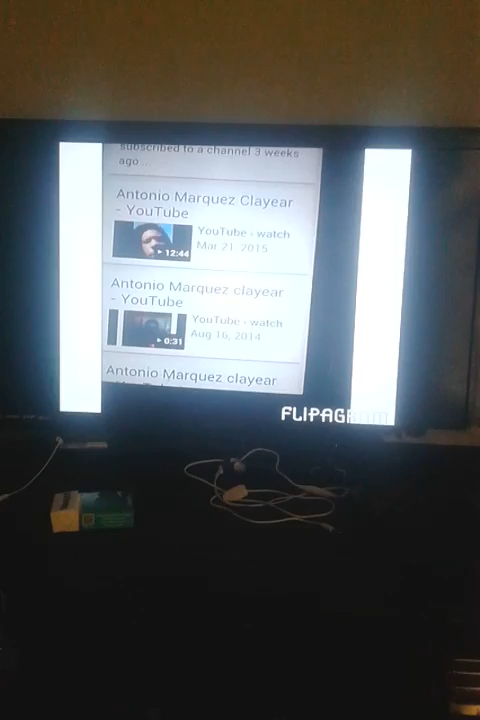 subscribed to a channel 3 weeks
ago...
Antonio Marquez Clayear
- YouTube
YouTube › watch
Mar 21, 2015
12:44
Antonio Marquez clayear
- YouTube
YouTube › watch
Aug 16, 2014
0:31
Antonio Marquez clayear
FLIPAGRAM